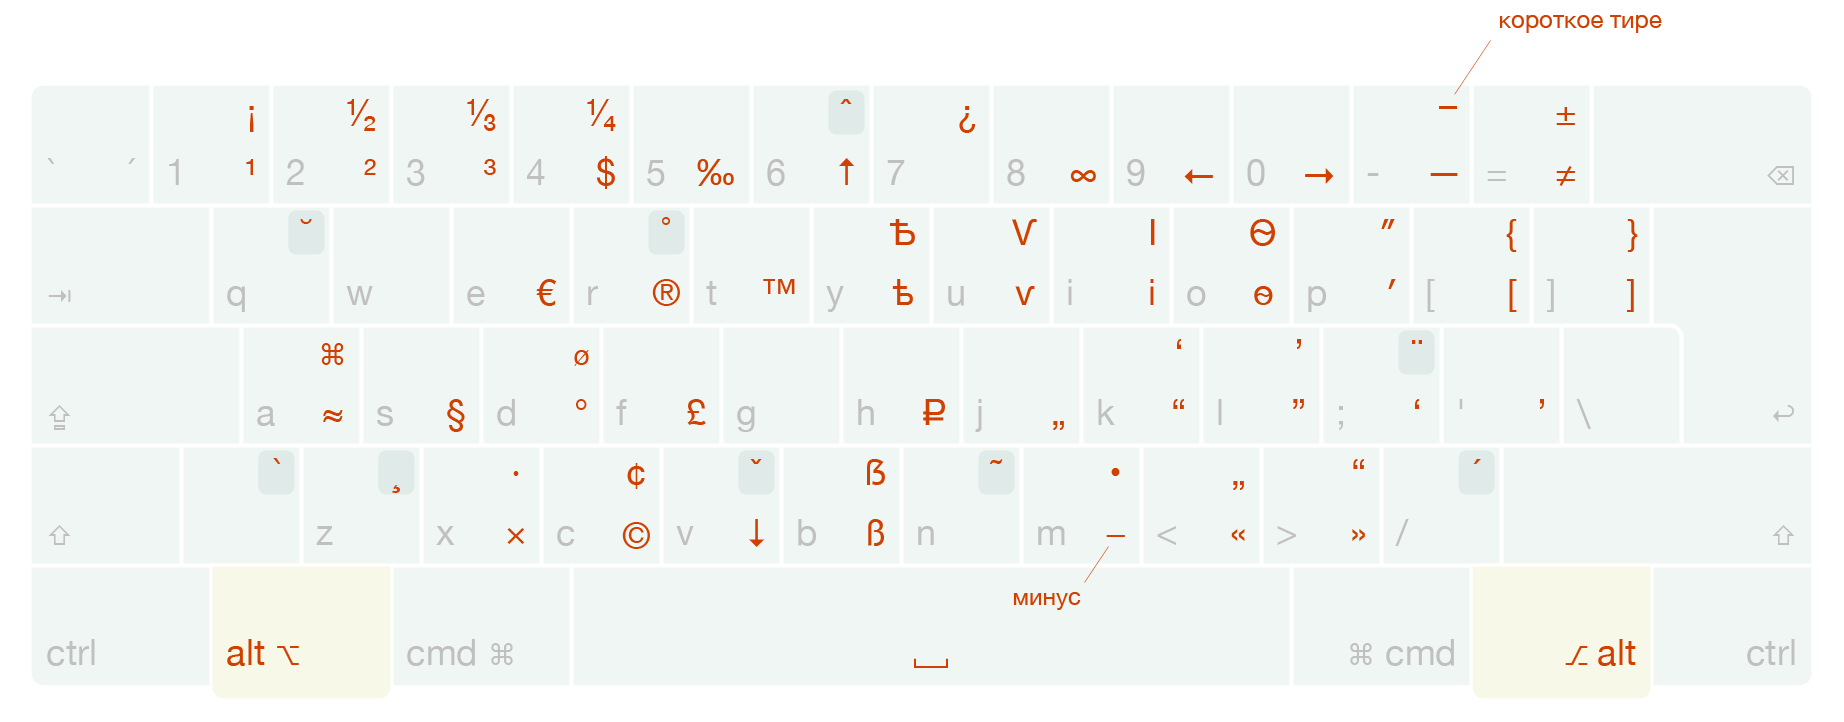 короткое тире
` ´ ¡ ½ ⅓ ¼ ˆ ¿ – ±
1 ¹ 2 ² 3 ³ 4 $ 5 ‰ 6 ↑ 7 8 ∞ 9 ← 0 → - — = ≠ ⌫
˘ ˚ Ѣ Ѵ І Ѳ ″ { }
⇥ q w e € r ® t ™ y ѣ u ѵ i і o ѳ p ′ [ [ ] ]
⌘ ⌀ ‘ ’ ¨
⇪ a ≈ s § d ° f £ g h ₽ j „ k “ l ” ; ‘ ' ’ \ ↩
` ¸ · ¢ ˇ ẞ ˜ • „ “ ´
⇧ z x × c © v ↓ b ß n m − < « > » / ⇧
минус
ctrl alt ⌥ cmd ⌘ ⌘ cmd ⌥ alt ctrl